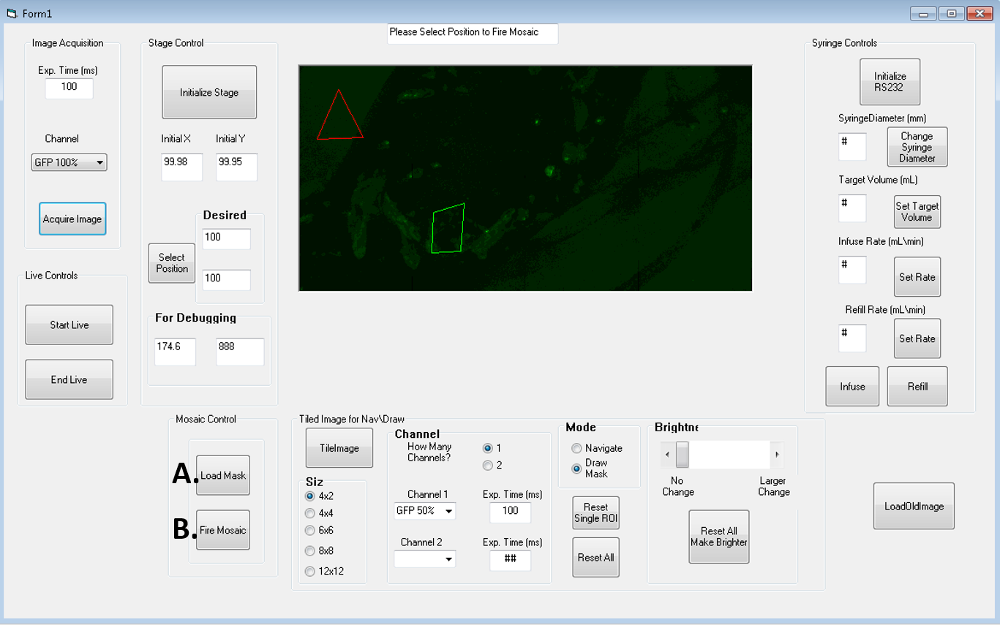 Form1
Please Select Position to Fire Mosaic
Image Acquisition
Exp. Time (ms)
100
Channel
GFP 100%
Acquire Image
Live Controls
Start Live
End Live
Stage Control
Initialize Stage
Initial X
Initial Y
99.98
99.95
Desired
100
Select
Position
100
For Debugging
174.6
888
Syringe Controls
Initialize
RS232
SyringeDiameter (mm)
#
Change
Syringe
Diameter
Target Volume (mL)
#
Set Target
Volume
Infuse Rate (mL\min)
#
Set Rate
Refill Rate (mL\min)
#
Set Rate
Infuse
Refill
Mosaic Control
A.
Load Mask
B.
Fire Mosaic
Tiled Image for Nav\Draw
TileImage
Siz
4x2
4x4
6x6
8x8
12x12
Channel
How Many
Channels?
1
2
Channel 1
Exp. Time (ms)
GFP 50%
100
Channel 2
Exp. Time (ms)
##
Mode
Navigate
Draw
Mask
Reset
Single ROI
Reset All
Brightne
No
Change
Larger
Change
Reset All
Make Brighter
LoadOldImage